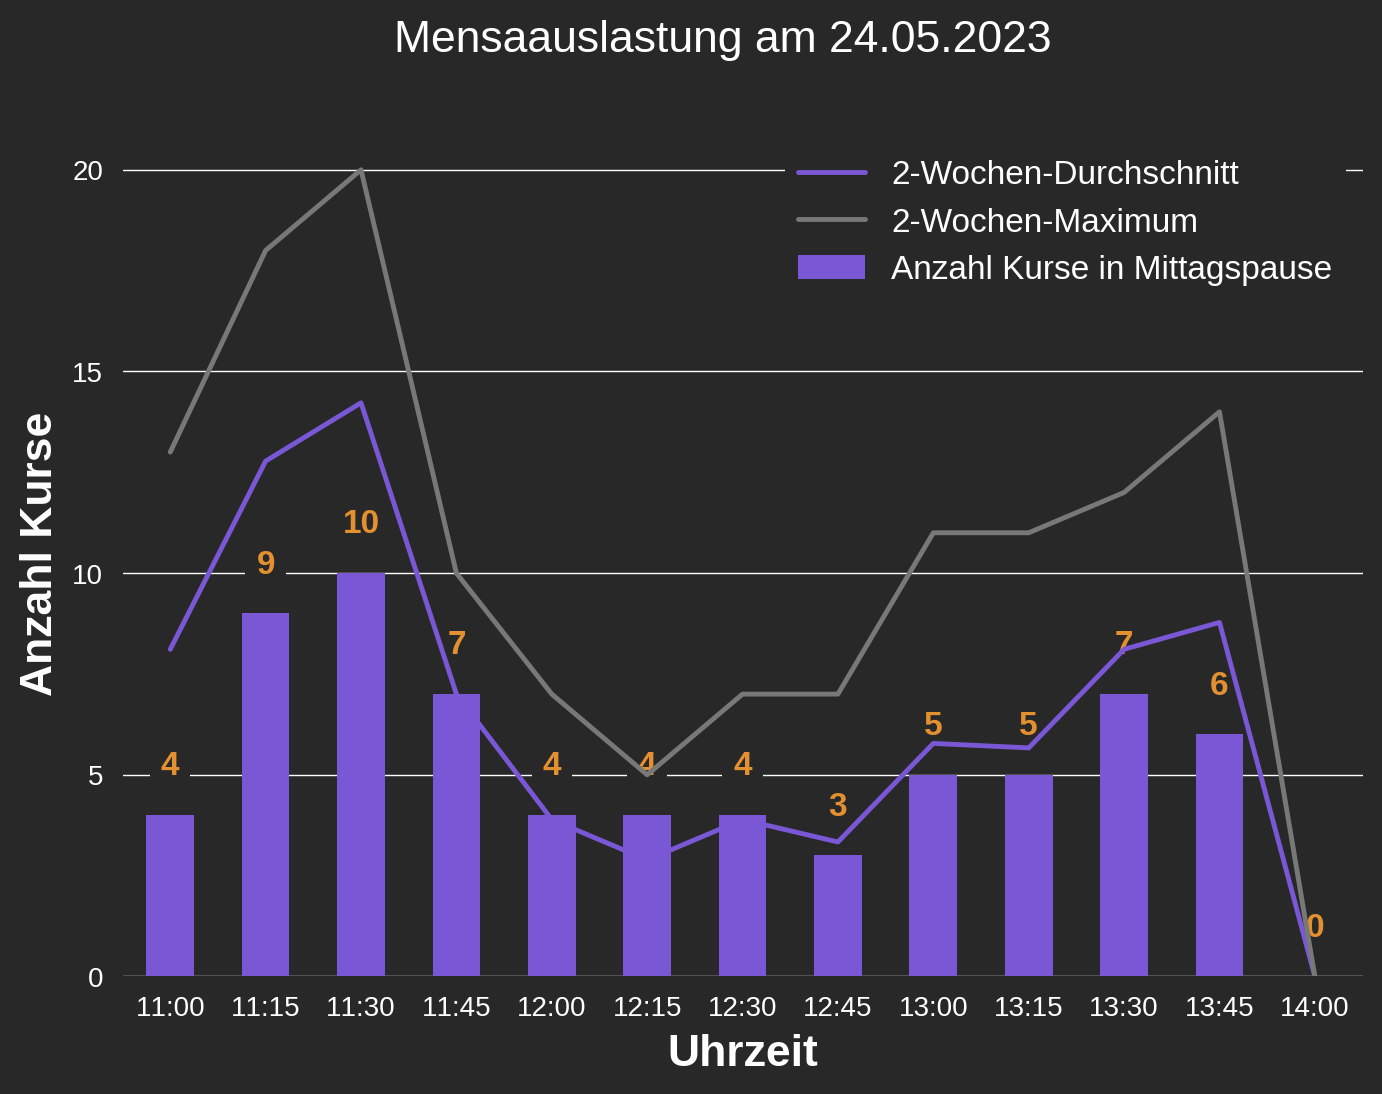 Mensaauslastung am 24.05.2023
2-Wochen-Durchschnitt
2-Wochen-Maximum
Anzahl Kurse in Mittagspause
Anzahl Kurse
20
15
10
5
0
4
9
10
7
4
4
4
3
5
5
7
6
0
11:00 11:15 11:30 11:45 12:00 12:15 12:30 12:45 13:00 13:15 13:30 13:45 14:00
Uhrzeit